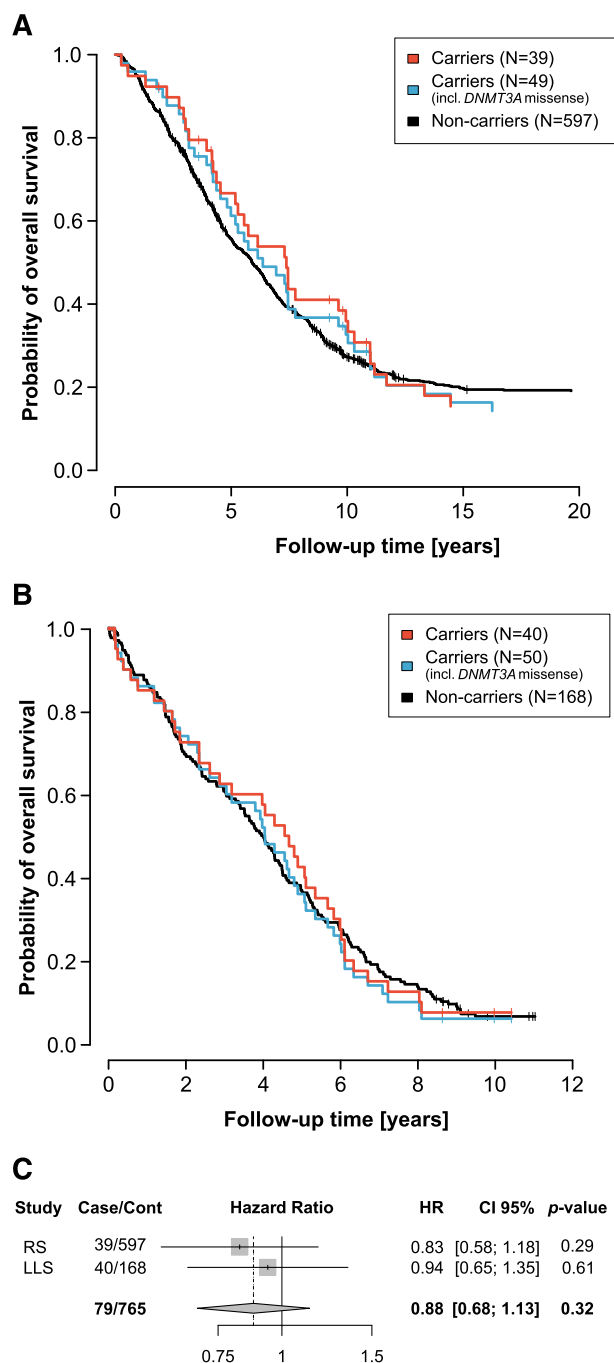 A
Carriers (N=39)
Carriers (N=49)
(incl. DNMT3A missense)
Non-carriers (N=597)
Probability of overall survival
1.0
0.8
0.6
0.4
0.2
0.0
0 5 10 15 20
Follow-up time [years]
B
Carriers (N=40)
Carriers (N=50)
(incl. DNMT3A missense)
Non-carriers (N=168)
Probability of overall survival
1.0
0.8
0.6
0.4
0.2
0.0
0 2 4 6 8 10 12
Follow-up time [years]
C
Study Case/Cont Hazard Ratio HR CI 95% p-value
RS 39/597 0.83 [0.58; 1.18] 0.29
LLS 40/168 0.94 [0.65; 1.35] 0.61
79/765 0.88 [0.68; 1.13] 0.32
0.75 1 1.5